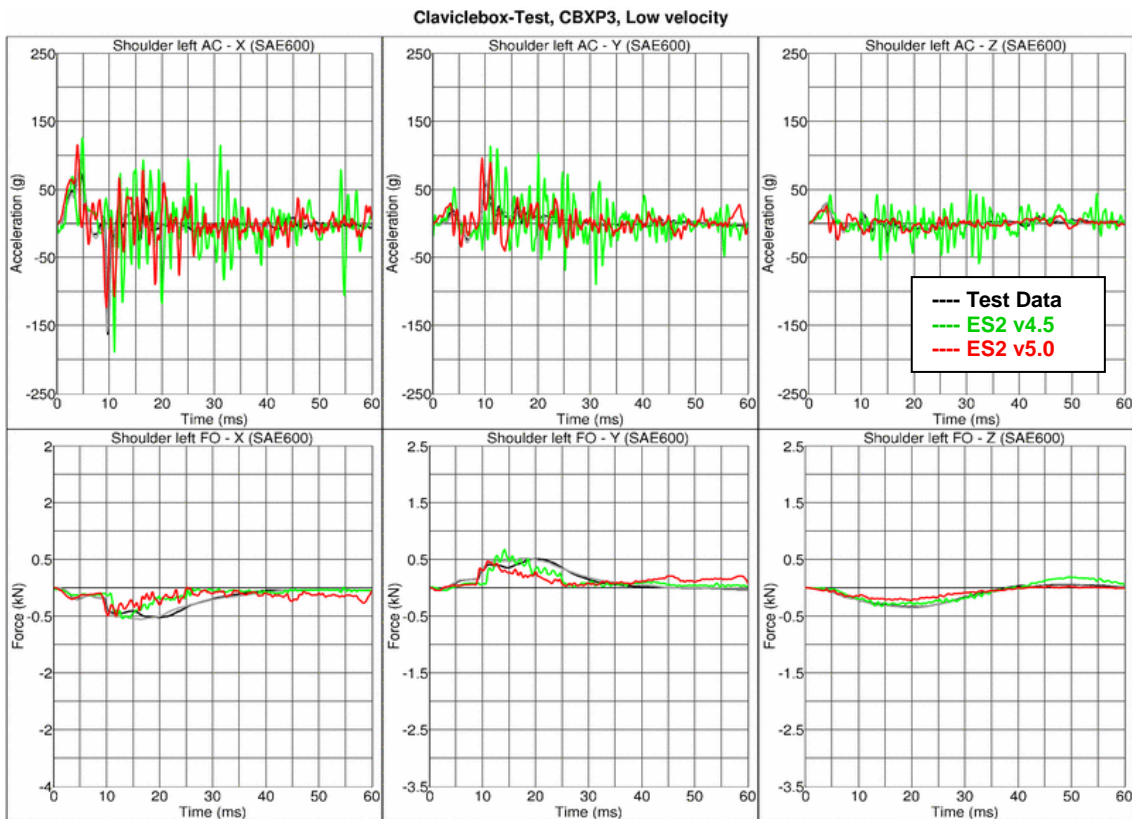 Claviclebox-Test, CBXP3, Low velocity
Shoulder left AC - X (SAE600)
Acceleration (g)
250
150
50
-50
-150
-250
0 10 20 30 40 50 60
Time (ms)
Shoulder left AC - Y (SAE600)
Acceleration (g)
250
150
50
-50
-150
-250
0 10 20 30 40 50 60
Time (ms)
Shoulder left AC - Z (SAE600)
Acceleration (g)
250
150
50
-50
-150
-250
0 10 20 30 40 50 60
Time (ms)
---- Test Data
---- ES2 v4.5
---- ES2 v5.0
Shoulder left FO - X (SAE600)
Force (kN)
2
2
0.5
-0.5
-2
-2
-4
0 10 20 30 40 50 60
Time (ms)
Shoulder left FO - Y (SAE600)
Force (kN)
2.5
1.5
0.5
-0.5
-1.5
-2.5
-3.5
0 10 20 30 40 50 60
Time (ms)
Shoulder left FO - Z (SAE600)
Force (kN)
2.5
1.5
0.5
-0.5
-1.5
-2.5
-3.5
0 10 20 30 40 50 60
Time (ms)